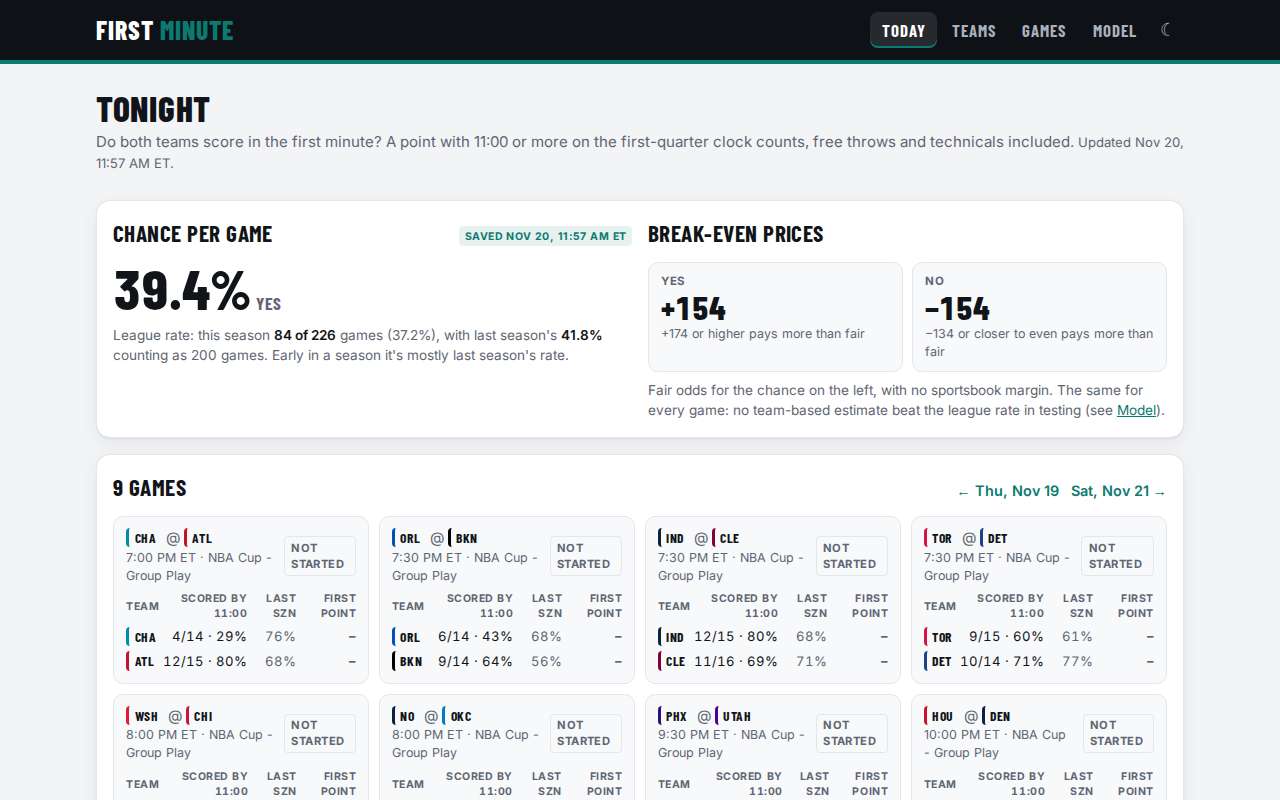 FIRST MINUTE
TODAY TEAMS GAMES MODEL ☾
TONIGHT
Do both teams score in the first minute? A point with 11:00 or more on the first-quarter clock counts, free throws and technicals included. Updated Nov 20,
11:57 AM ET.
CHANCE PER GAME
SAVED NOV 20, 11:57 AM ET
39.4% YES
League rate: this season 84 of 226 games (37.2%), with last season's 41.8%
counting as 200 games. Early in a season it's mostly last season's rate.
BREAK-EVEN PRICES
YES
+154
+174 or higher pays more than fair
NO
−154
−134 or closer to even pays more than
fair
Fair odds for the chance on the left, with no sportsbook margin. The same for
every game: no team-based estimate beat the league rate in testing (see Model).
9 GAMES
← Thu, Nov 19 Sat, Nov 21 →
CHA @ ATL
7:00 PM ET · NBA Cup -
Group Play
NOT
STARTED
TEAM SCORED BY 11:00 LAST SZN FIRST POINT
CHA 4/14 · 29% 76% –
ATL 12/15 · 80% 68% –
ORL @ BKN
7:30 PM ET · NBA Cup -
Group Play
NOT
STARTED
TEAM SCORED BY 11:00 LAST SZN FIRST POINT
ORL 6/14 · 43% 68% –
BKN 9/14 · 64% 56% –
IND @ CLE
7:30 PM ET · NBA Cup -
Group Play
NOT
STARTED
TEAM SCORED BY 11:00 LAST SZN FIRST POINT
IND 12/15 · 80% 68% –
CLE 11/16 · 69% 71% –
TOR @ DET
7:30 PM ET · NBA Cup -
Group Play
NOT
STARTED
TEAM SCORED BY 11:00 LAST SZN FIRST POINT
TOR 9/15 · 60% 61% –
DET 10/14 · 71% 77% –
WSH @ CHI
8:00 PM ET · NBA Cup -
Group Play
NOT
STARTED
TEAM SCORED BY 11:00 LAST SZN FIRST POINT
NO @ OKC
8:00 PM ET · NBA Cup -
Group Play
NOT
STARTED
TEAM SCORED BY 11:00 LAST SZN FIRST POINT
PHX @ UTAH
9:30 PM ET · NBA Cup -
Group Play
NOT
STARTED
TEAM SCORED BY 11:00 LAST SZN FIRST POINT
HOU @ DEN
10:00 PM ET · NBA Cup
- Group Play
NOT
STARTED
TEAM SCORED BY 11:00 LAST SZN FIRST POINT